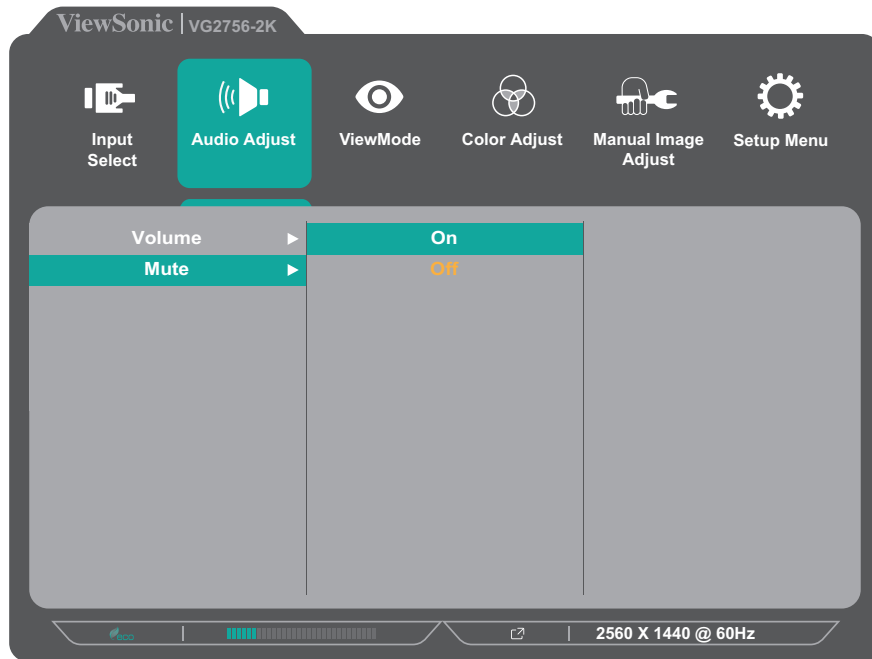 ViewSonic | VG2756-2K
Input
Select
Audio Adjust
ViewMode
Color Adjust
Manual Image
Adjust
Setup Menu
Volume
On
Mute
Off
eco
2560 X 1440 @ 60Hz